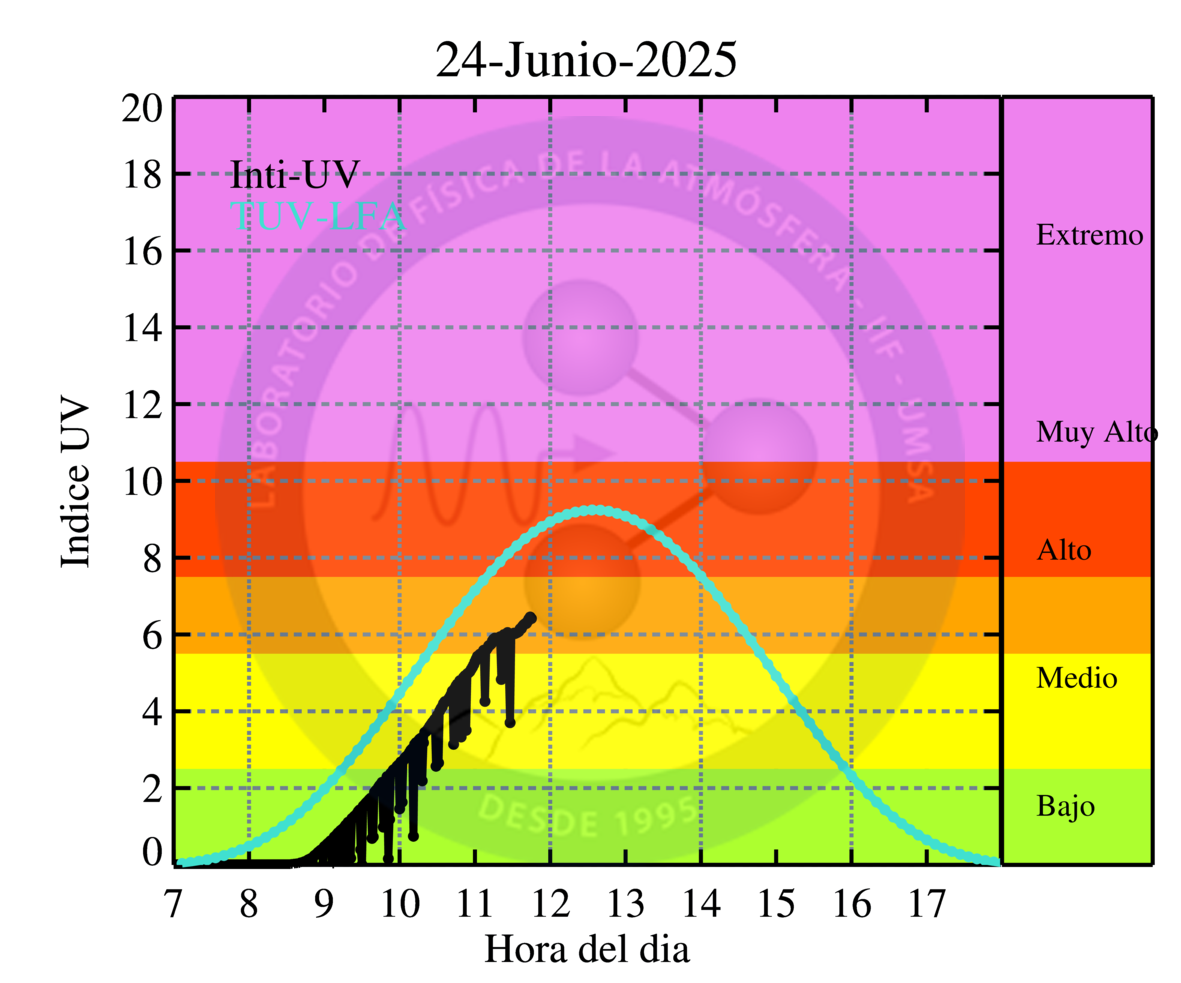 24-Junio-2025
Inti-UV
TUV-LFA
LABORATORIO DE FÍSICA DE LA ATMÓSFERA - IIF - UMSA
DESDE 1995
Indice UV
20
18
16
14
12
10
8
6
4
2
0
Extremo
Muy Alto
Alto
Medio
Bajo
7 8 9 10 11 12 13 14 15 16 17
Hora del dia